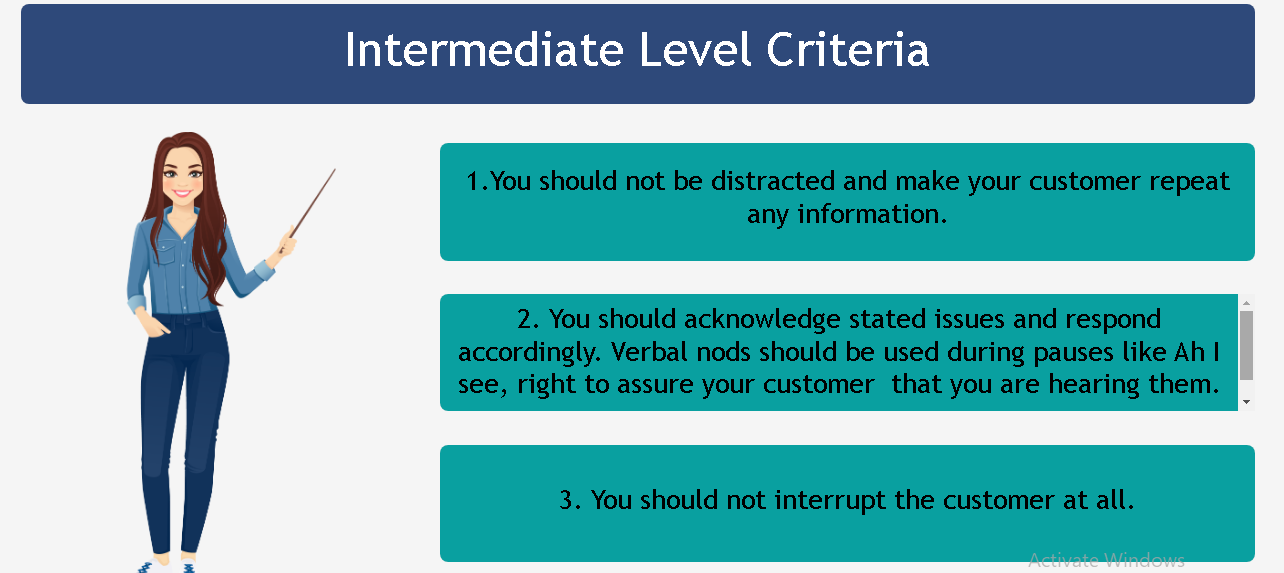 Intermediate Level Criteria
1.You should not be distracted and make your customer repeat
any information.
2. You should acknowledge stated issues and respond
accordingly. Verbal nods should be used during pauses like Ah I
see, right to assure your customer  that you are hearing them.
3. You should not interrupt the customer at all.
Activate Windows